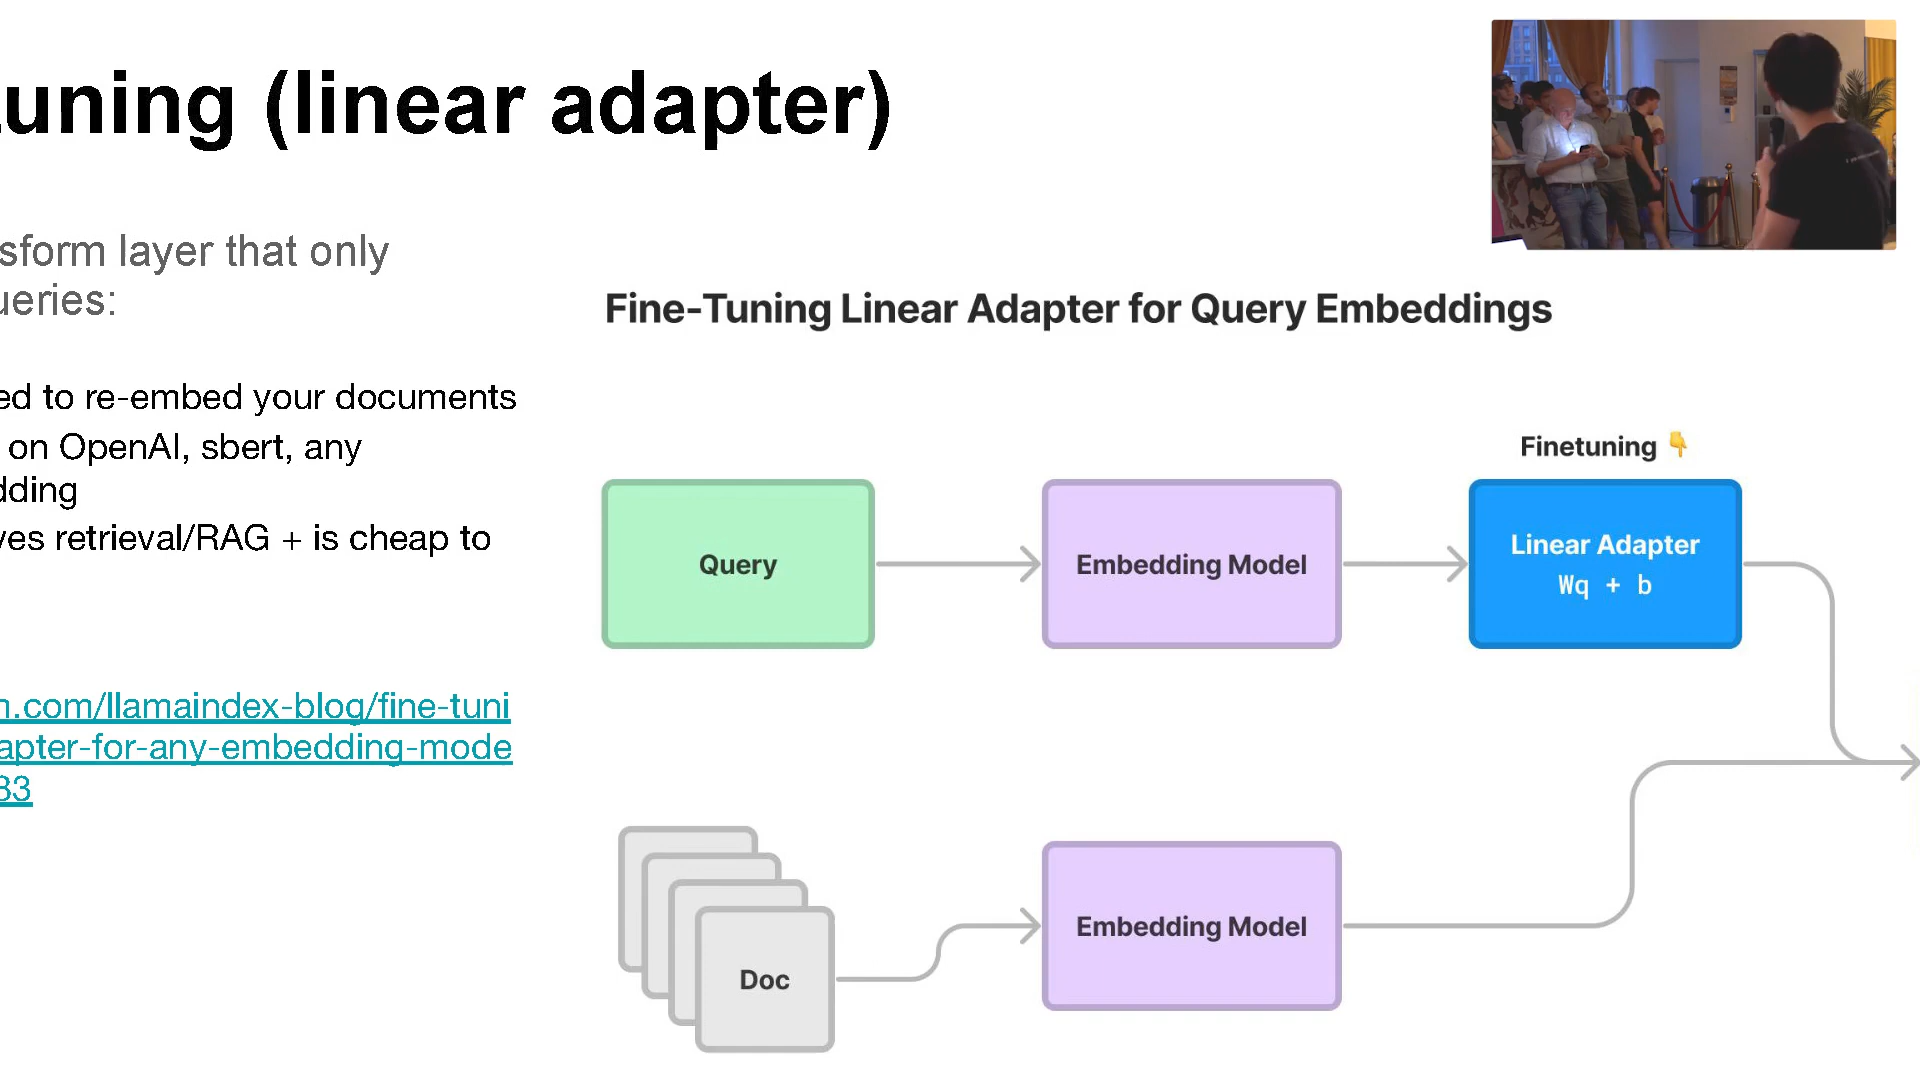 uning (linear adapter)
sform layer that only
ueries:
ed to re-embed your documents
on OpenAI, sbert, any
dding
ves retrieval/RAG + is cheap to
n.com/llamaindex-blog/fine-tuni
apter-for-any-embedding-mode
83
Fine-Tuning Linear Adapter for Query Embeddings
Finetuning 👇
Query
Embedding Model
Linear Adapter
Wq + b
Embedding Model
Doc